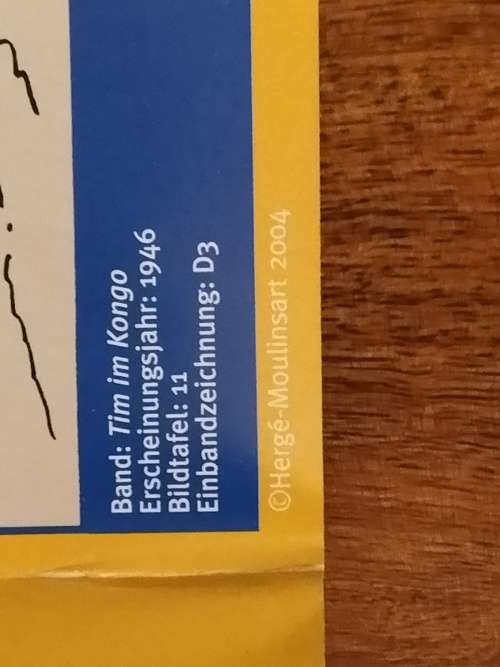 Band: Tim im Kongo
Erscheinungsjahr: 1946
Bildtafel: 11
Einbandzeichnung: D3
©Hergé-Moulinsart 2004